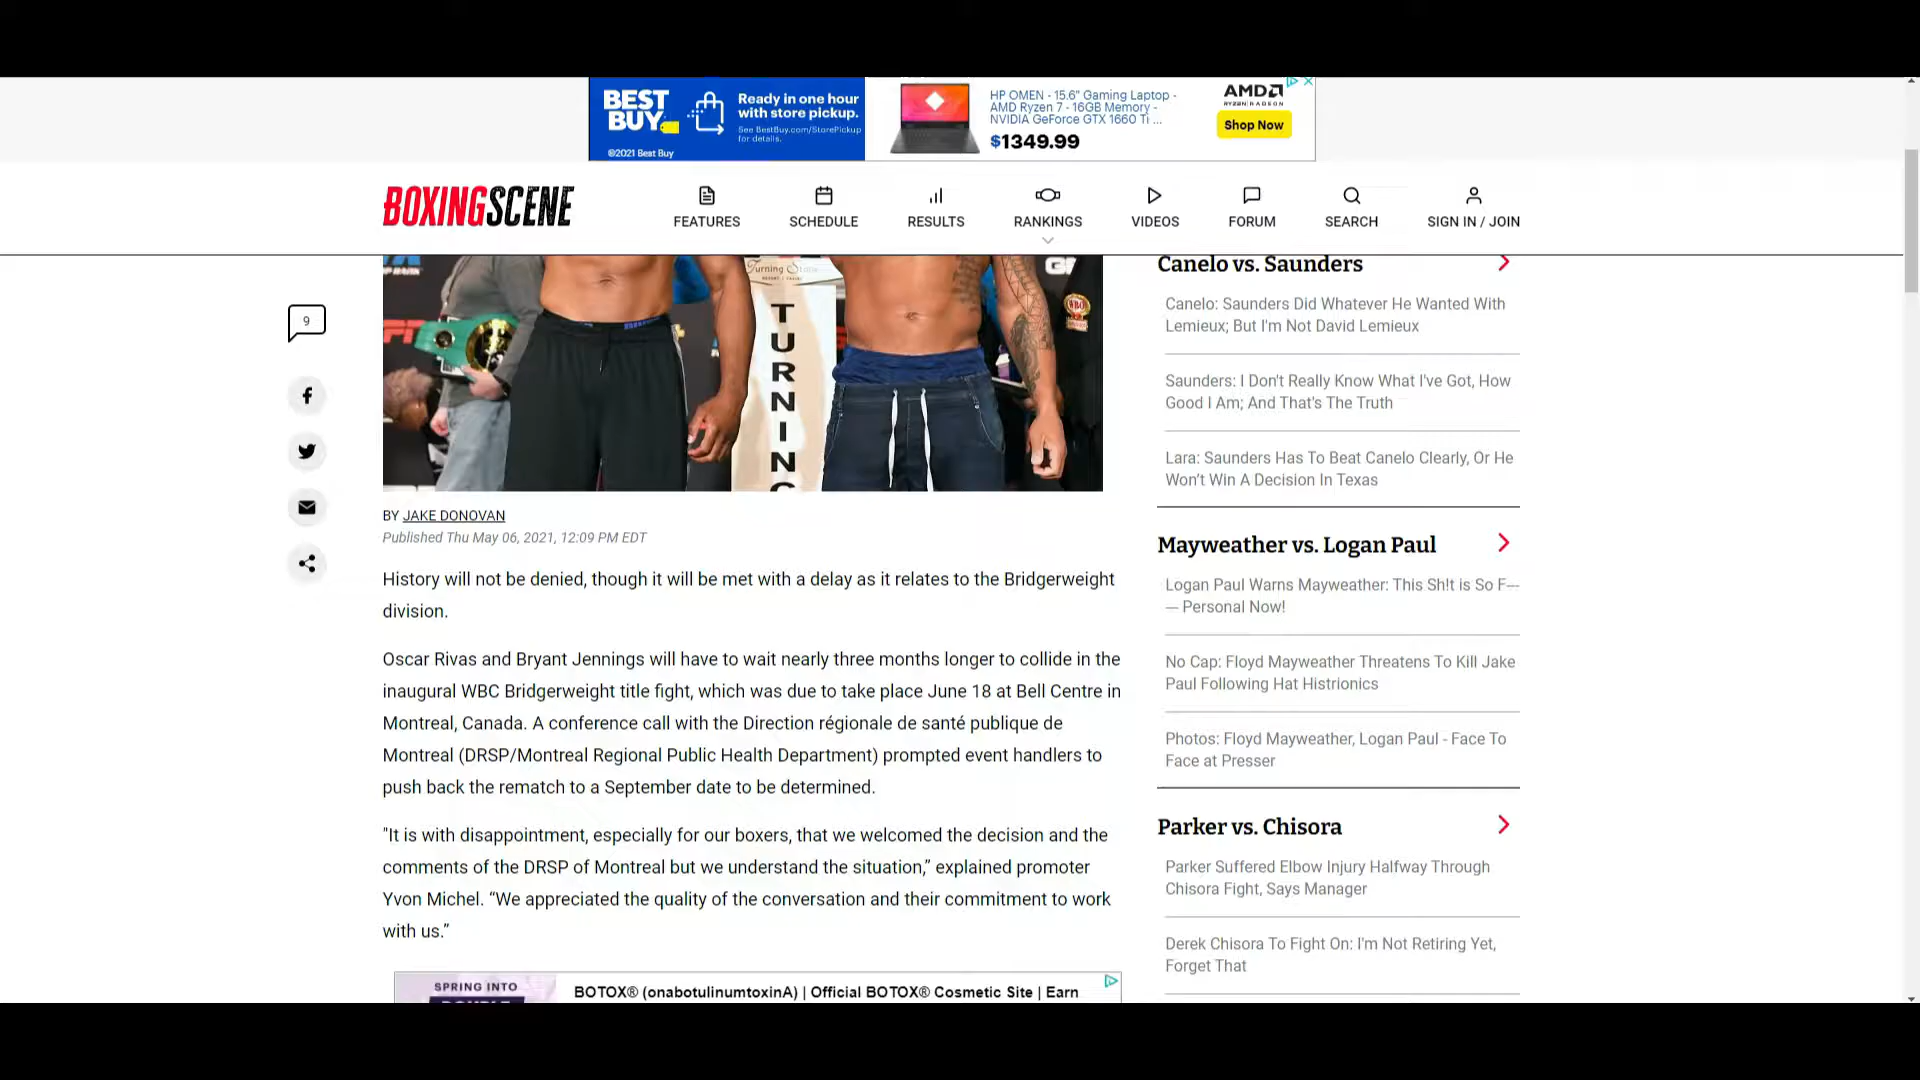 BEST
BUY
Ready in one hour
with store pickup.
See BestBuy.com/StorePickup
for details.
©2021 Best Buy
HP OMEN - 15.6" Gaming Laptop -
AMD Ryzen 7 - 16GB Memory -
NVIDIA GeForce GTX 1660 Ti ...
$1349.99
AMD
RYZEN | RADEON
Shop Now
BOXINGSCENE
FEATURES
SCHEDULE
RESULTS
RANKINGS
VIDEOS
FORUM
SEARCH
SIGN IN / JOIN
Turning
TURNING
WBO
9
BY JAKE DONOVAN
Published Thu May 06, 2021, 12:09 PM EDT
History will not be denied, though it will be met with a delay as it relates to the Bridgerweight
division.
Oscar Rivas and Bryant Jennings will have to wait nearly three months longer to collide in the
inaugural WBC Bridgerweight title fight, which was due to take place June 18 at Bell Centre in
Montreal, Canada. A conference call with the Direction régionale de santé publique de
Montreal (DRSP/Montreal Regional Public Health Department) prompted event handlers to
push back the rematch to a September date to be determined.
"It is with disappointment, especially for our boxers, that we welcomed the decision and the
comments of the DRSP of Montreal but we understand the situation,” explained promoter
Yvon Michel. “We appreciated the quality of the conversation and their commitment to work
with us.”
SPRING INTO
BOTOX® (onabotulinumtoxinA) | Official BOTOX® Cosmetic Site | Earn
Canelo vs. Saunders
Canelo: Saunders Did Whatever He Wanted With
Lemieux; But I'm Not David Lemieux
Saunders: I Don't Really Know What I've Got, How
Good I Am; And That's The Truth
Lara: Saunders Has To Beat Canelo Clearly, Or He
Won’t Win A Decision In Texas
Mayweather vs. Logan Paul
Logan Paul Warns Mayweather: This Sh!t is So F—
— Personal Now!
No Cap: Floyd Mayweather Threatens To Kill Jake
Paul Following Hat Histrionics
Photos: Floyd Mayweather, Logan Paul - Face To
Face at Presser
Parker vs. Chisora
Parker Suffered Elbow Injury Halfway Through
Chisora Fight, Says Manager
Derek Chisora To Fight On: I'm Not Retiring Yet,
Forget That